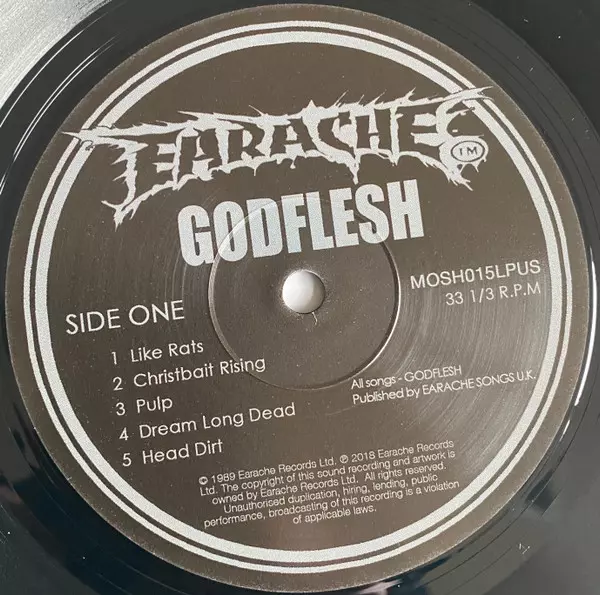 EARACHE
TM
GODFLESH
MOSH015LPUS
33 1/3 R.P.M
SIDE ONE
1 Like Rats
2 Christbait Rising
3 Pulp
4 Dream Long Dead
5 Head Dirt
All songs - GODFLESH
Published by EARACHE SONGS U.K.
© 1989 Earache Records Ltd. ℗ 2018 Earache Records
Ltd. The copyright of this sound recording and artwork is
owned by Earache Records Ltd. All rights reserved.
Unauthorised duplication, hiring, lending, public
performance, broadcasting of this recording is a violation
of applicable laws.